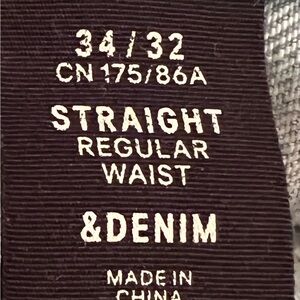 34/32
CN 175/86A
STRAIGHT
REGULAR
WAIST
&DENIM
MADE IN
CHINA